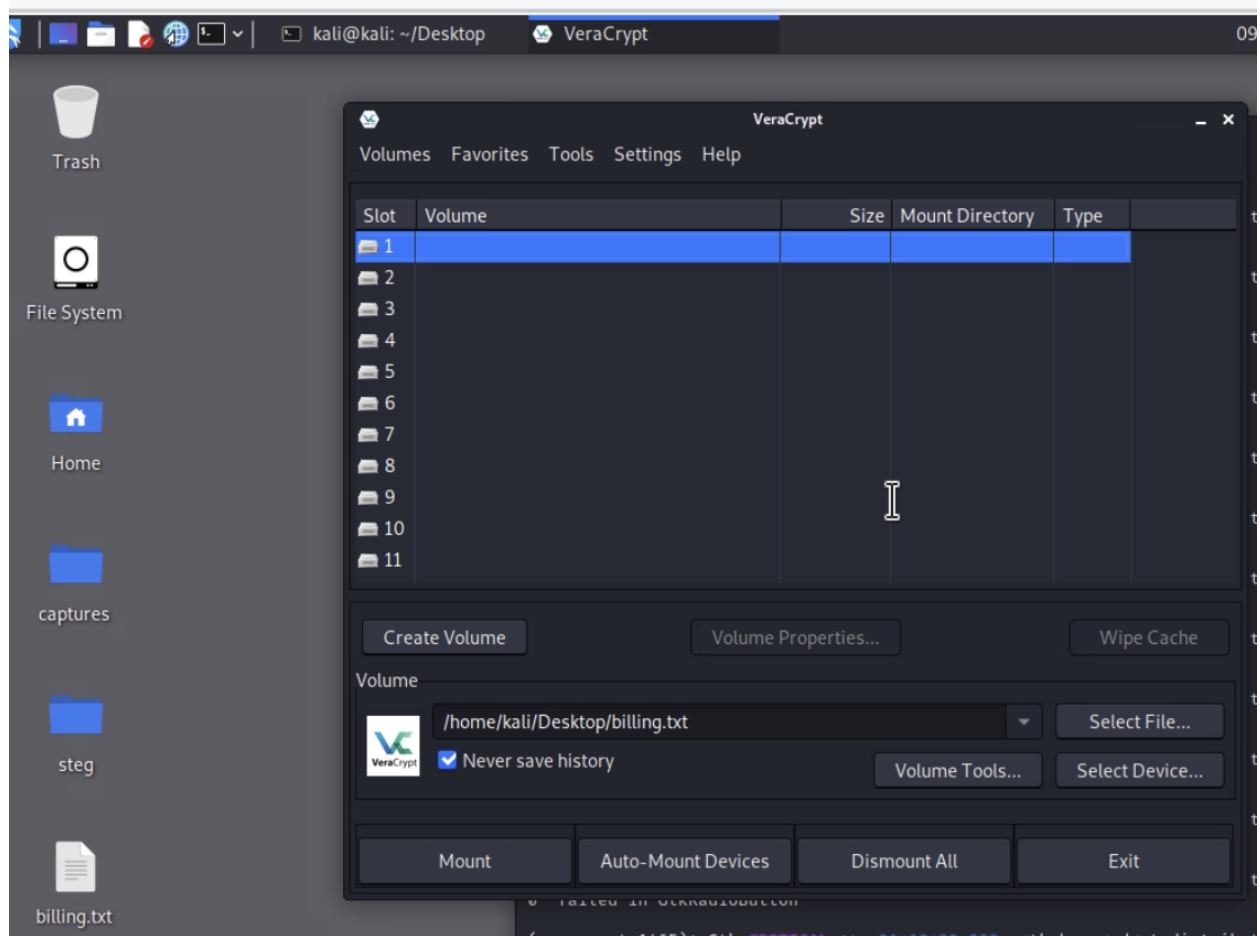 kali@kali: ~/Desktop
VeraCrypt
09
Trash
File System
Home
captures
steg
billing.txt
VeraCrypt
Volumes Favorites Tools Settings Help
Slot Volume Size Mount Directory Type
1
2
3
4
5
6
7
8
9
10
11
Create Volume Volume Properties... Wipe Cache
Volume
/home/kali/Desktop/billing.txt Select File...
VeraCrypt
Never save history
Volume Tools... Select Device...
Mount Auto-Mount Devices Dismount All Exit